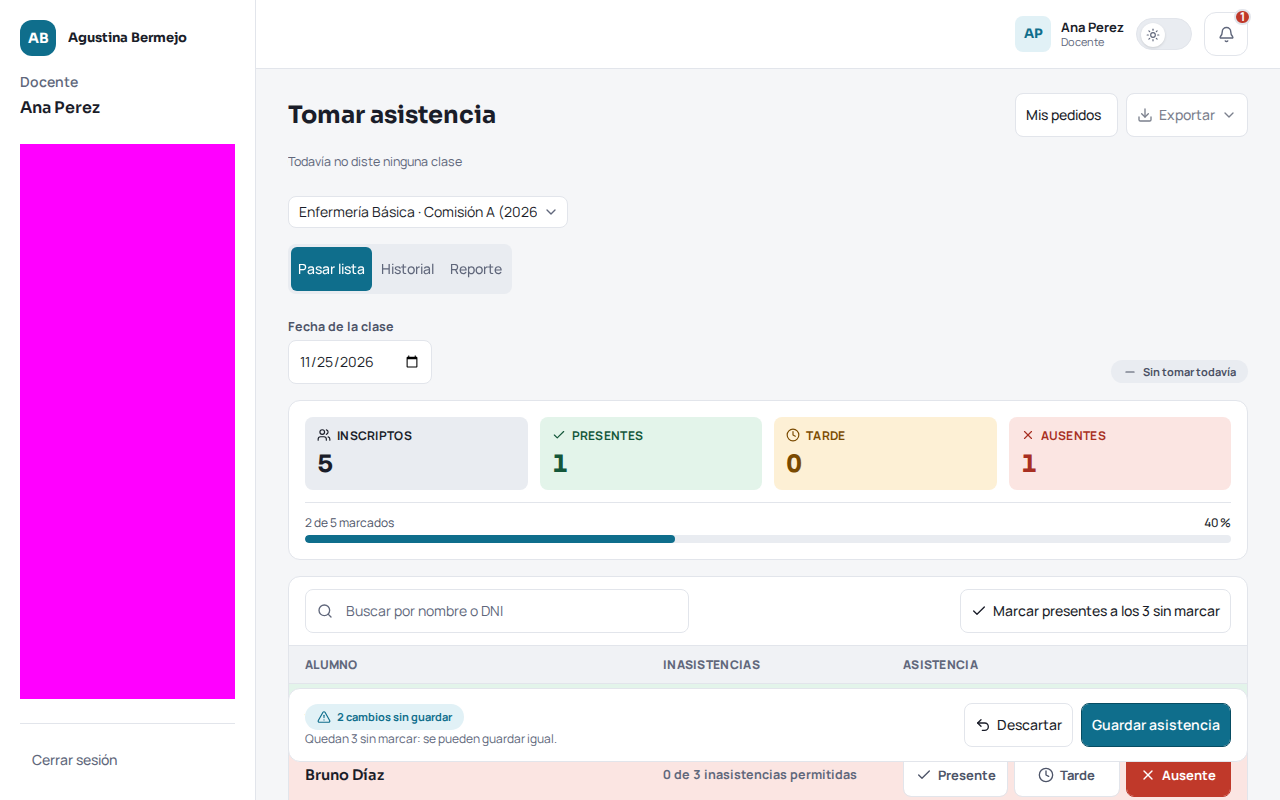 AB
Agustina Bermejo
Docente
Ana Perez
Cerrar sesión
AP
Ana Perez
Docente
1
Tomar asistencia
Mis pedidos
Exportar
Todavía no diste ninguna clase
Enfermería Básica · Comisión A (2026
Pasar lista
Historial
Reporte
Fecha de la clase
11/25/2026
Sin tomar todavía
INSCRIPTOS
5
PRESENTES
1
TARDE
0
AUSENTES
1
2 de 5 marcados
40 %
Buscar por nombre o DNI
Marcar presentes a los 3 sin marcar
ALUMNO
INASISTENCIAS
ASISTENCIA
2 cambios sin guardar
Quedan 3 sin marcar: se pueden guardar igual.
Descartar
Guardar asistencia
Bruno Díaz
0 de 3 inasistencias permitidas
Presente
Tarde
Ausente